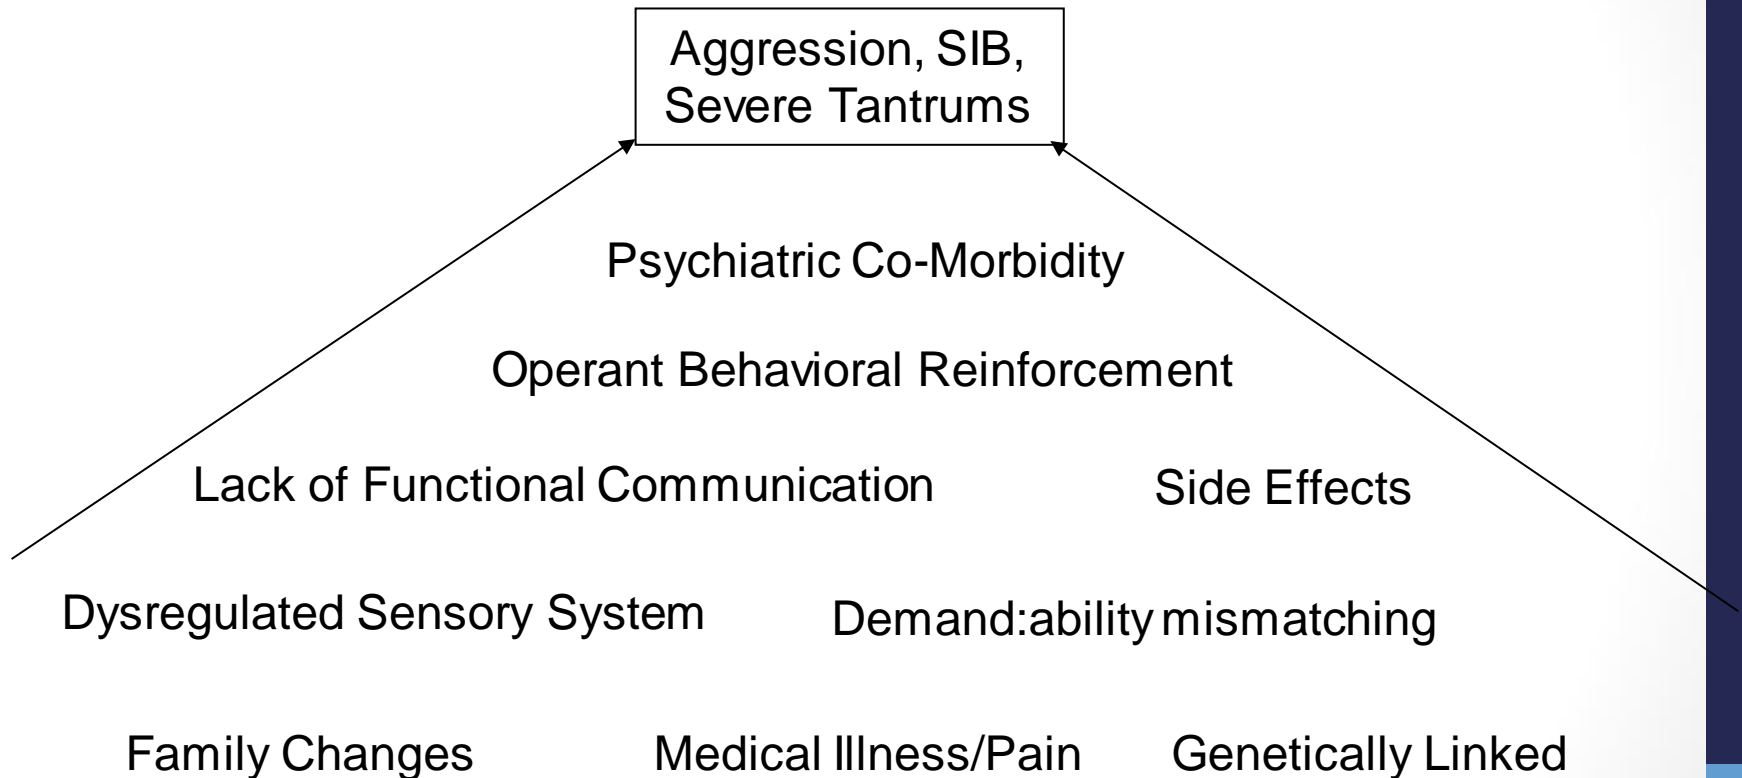 Aggression, SIB,
Severe Tantrums
Psychiatric Co-Morbidity
Operant Behavioral Reinforcement
Lack of Functional Communication
Side Effects
Dysregulated Sensory System
Demand:ability mismatching
Family Changes
Medical Illness/Pain
Genetically Linked